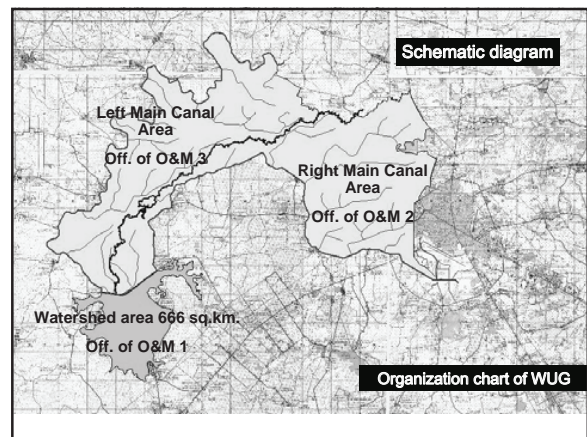 Schematic diagram
Left Main Canal
Area
Off. of O&M 3
Right Main Canal
Area
Off. of O&M 2
Watershed area 666 sq.km.
Off. of O&M 1
Organization chart of WUG